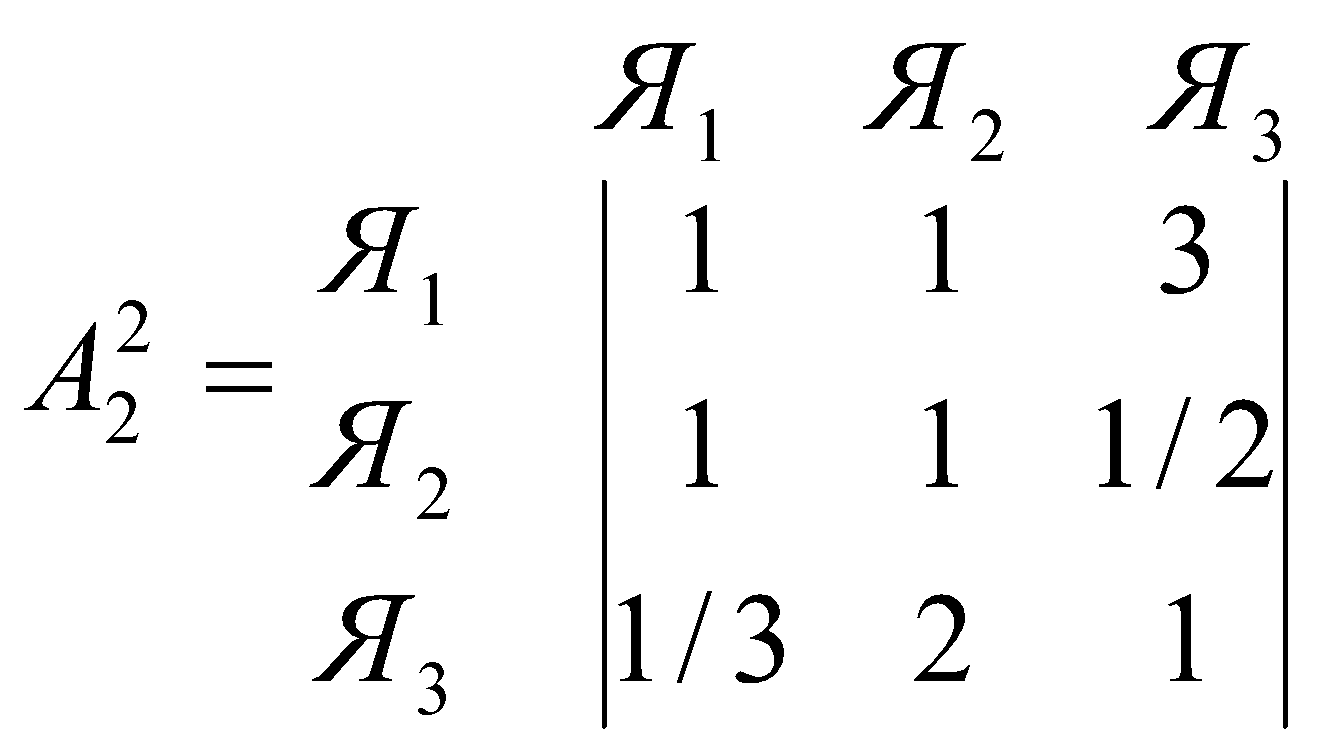 Я₁ Я₂ Я₃
Я₁ 1 1 3
A₂² = Я₂ 1 1 1/2
Я₃ 1/3 2 1